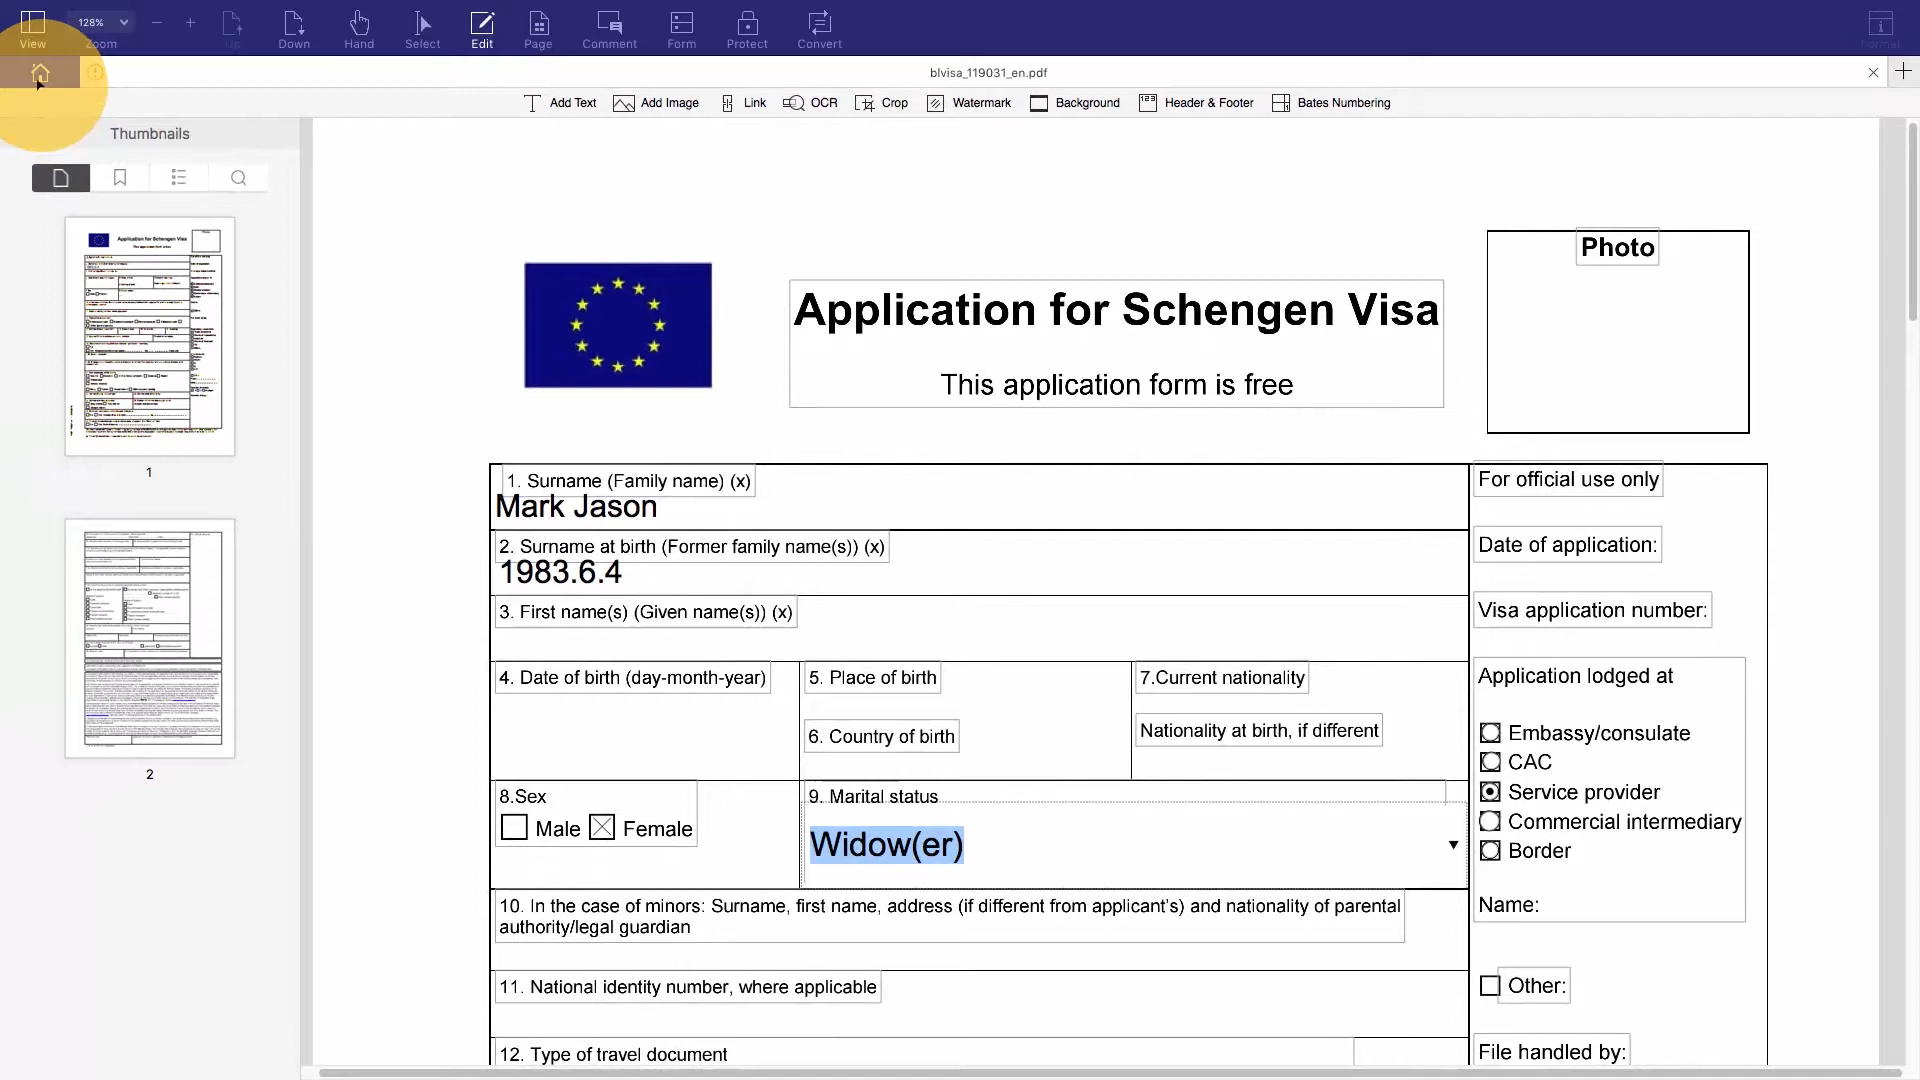 View
128%
Zoom
Up
Down
Hand
Select
Edit
Page
Comment
Form
Protect
Convert
Normal
blvisa_119031_en.pdf
Add Text
Add Image
Link
OCR
Crop
Watermark
Background
Header & Footer
Bates Numbering
Thumbnails
1
2
Application for Schengen Visa
This application form is free
Photo
1. Surname (Family name) (x)
Mark Jason
2. Surname at birth (Former family name(s)) (x)
1983.6.4
3. First name(s) (Given name(s)) (x)
4. Date of birth (day-month-year)
5. Place of birth
6. Country of birth
7.Current nationality
Nationality at birth, if different
8.Sex
Male Female
9. Marital status
Widow(er)
10. In the case of minors: Surname, first name, address (if different from applicant's) and nationality of parental
authority/legal guardian
11. National identity number, where applicable
12. Type of travel document
For official use only
Date of application:
Visa application number:
Application lodged at
Embassy/consulate
CAC
Service provider
Commercial intermediary
Border
Name:
Other:
File handled by: